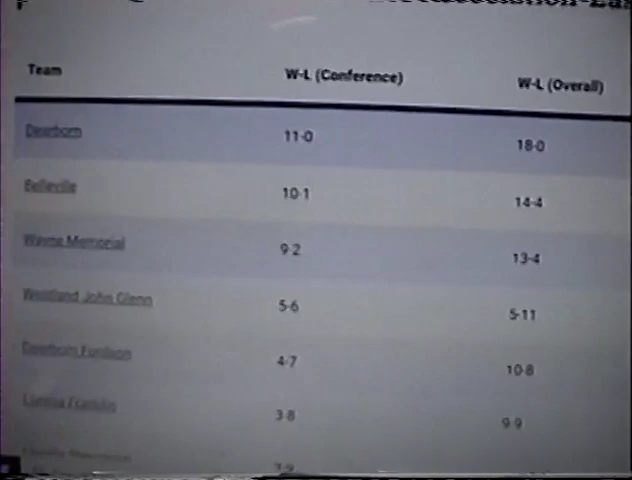 Team W-L (Conference) W-L (Overall)
Dearborn 11-0 18-0
Belleville 10-1 14-4
Wayne Memorial 9-2 13-4
Westland John Glenn 5-6 5-11
Dearborn Fordson 4-7 10-8
Livonia Franklin 3-8 9-9